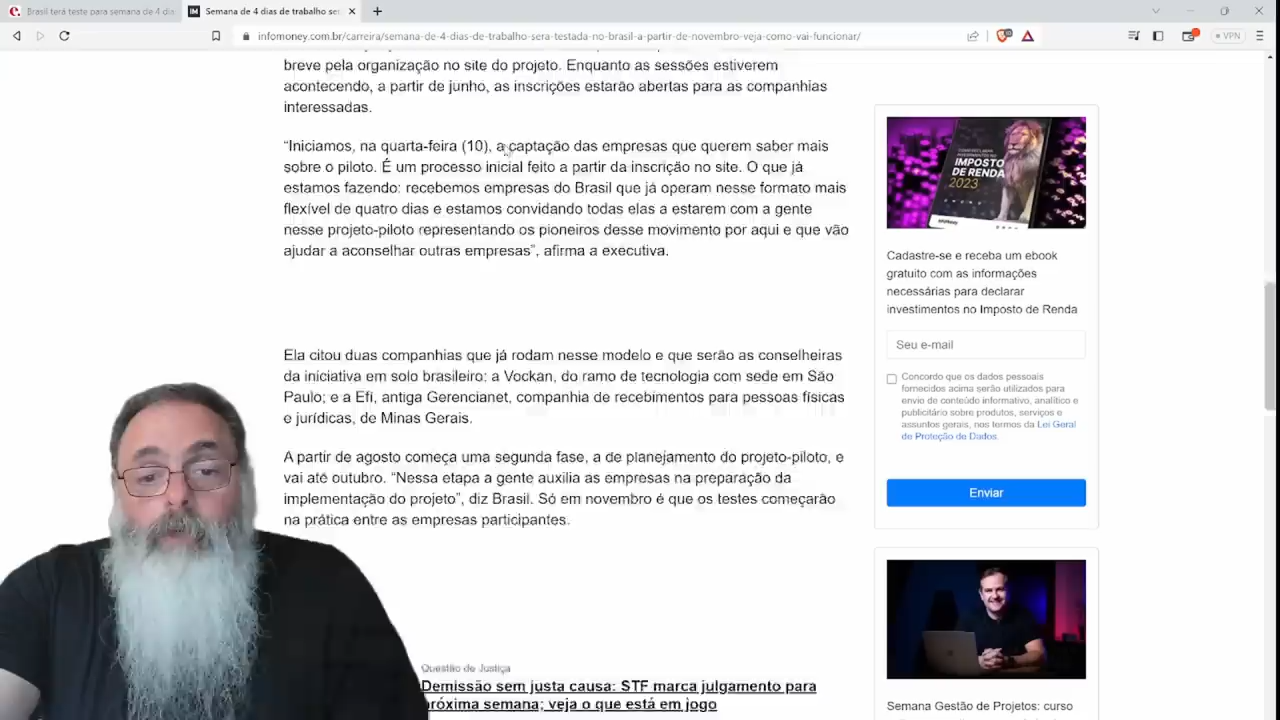 Brasil terá teste para semana de 4 dia
Semana de 4 dias de trabalho ser
infomoney.com.br/carreira/semana-de-4-dias-de-trabalho-sera-testada-no-brasil-a-partir-de-novembro-veja-como-vai-funcionar/
VPN
breve pela organização no site do projeto. Enquanto as sessões estiverem
acontecendo, a partir de junho, as inscrições estarão abertas para as companhias
interessadas.
“Iniciamos, na quarta-feira (10), a captação das empresas que querem saber mais
sobre o piloto. É um processo inicial feito a partir da inscrição no site. O que já
estamos fazendo: recebemos empresas do Brasil que já operam nesse formato mais
flexível de quatro dias e estamos convidando todas elas a estarem com a gente
nesse projeto-piloto representando os pioneiros desse movimento por aqui e que vão
ajudar a aconselhar outras empresas”, afirma a executiva.
Ela citou duas companhias que já rodam nesse modelo e que serão as conselheiras
da iniciativa em solo brasileiro: a Vockan, do ramo de tecnologia com sede em São
Paulo; e a Efi, antiga Gerencianet, companhia de recebimentos para pessoas físicas
e jurídicas, de Minas Gerais.
A partir de agosto começa uma segunda fase, a de planejamento do projeto-piloto, e
vai até outubro. “Nessa etapa a gente auxilia as empresas na preparação da
implementação do projeto”, diz Brasil. Só em novembro é que os testes começarão
na prática entre as empresas participantes.
Questão de Justiça
Demissão sem justa causa: STF marca julgamento para
próxima semana; veja o que está em jogo
IMPOSTO
DE RENDA
2023
Cadastre-se e receba um ebook
gratuito com as informações
necessárias para declarar
investimentos no Imposto de Renda
Seu e-mail
Concordo que os dados pessoais
fornecidos acima serão utilizados para
envio de conteúdo informativo, analítico e
publicitário sobre produtos, serviços e
assuntos gerais, nos termos da Lei Geral
de Proteção de Dados.
Enviar
Semana Gestão de Projetos: curso